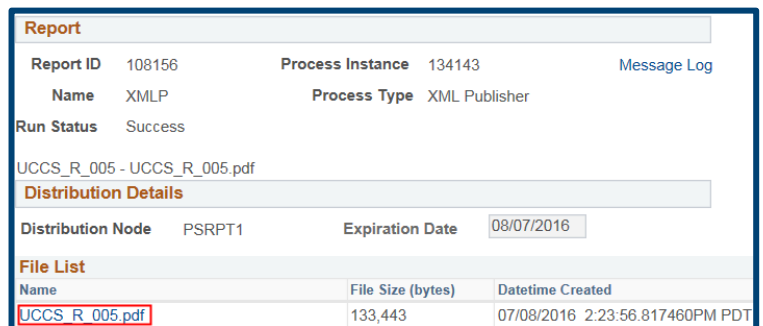 Report
Report ID 108156 Process Instance 134143 Message Log
Name XMLP Process Type XML Publisher
Run Status Success
UCCS_R_005 - UCCS_R_005.pdf
Distribution Details
Distribution Node PSRPT1 Expiration Date 08/07/2016
File List
Name File Size (bytes) Datetime Created
UCCS_R_005.pdf 133,443 07/08/2016 2:23:56.817460PM PDT